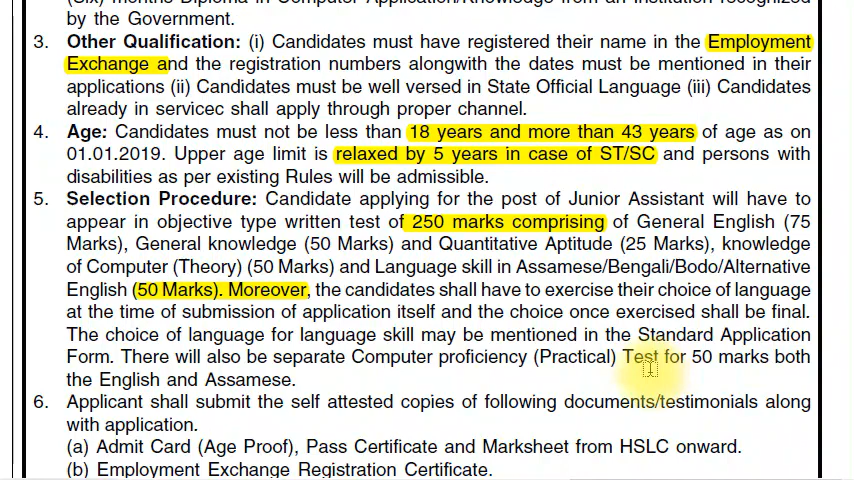 (Six) months Diploma in Computer Application/Knowledge from an Institution recognized
by the Government.
3. Other Qualification: (i) Candidates must have registered their name in the Employment
Exchange and the registration numbers alongwith the dates must be mentioned in their
applications (ii) Candidates must be well versed in State Official Language (iii) Candidates
already in servicec shall apply through proper channel.
4. Age: Candidates must not be less than 18 years and more than 43 years of age as on
01.01.2019. Upper age limit is relaxed by 5 years in case of ST/SC and persons with
disabilities as per existing Rules will be admissible.
5. Selection Procedure: Candidate applying for the post of Junior Assistant will have to
appear in objective type written test of 250 marks comprising of General English (75
Marks), General knowledge (50 Marks) and Quantitative Aptitude (25 Marks), knowledge
of Computer (Theory) (50 Marks) and Language skill in Assamese/Bengali/Bodo/Alternative
English (50 Marks). Moreover, the candidates shall have to exercise their choice of language
at the time of submission of application itself and the choice once exercised shall be final.
The choice of language for language skill may be mentioned in the Standard Application
Form. There will also be separate Computer proficiency (Practical) Test for 50 marks both
the English and Assamese.
6. Applicant shall submit the self attested copies of following documents/testimonials along
with application.
(a) Admit Card (Age Proof), Pass Certificate and Marksheet from HSLC onward.
(b) Employment Exchange Registration Certificate.